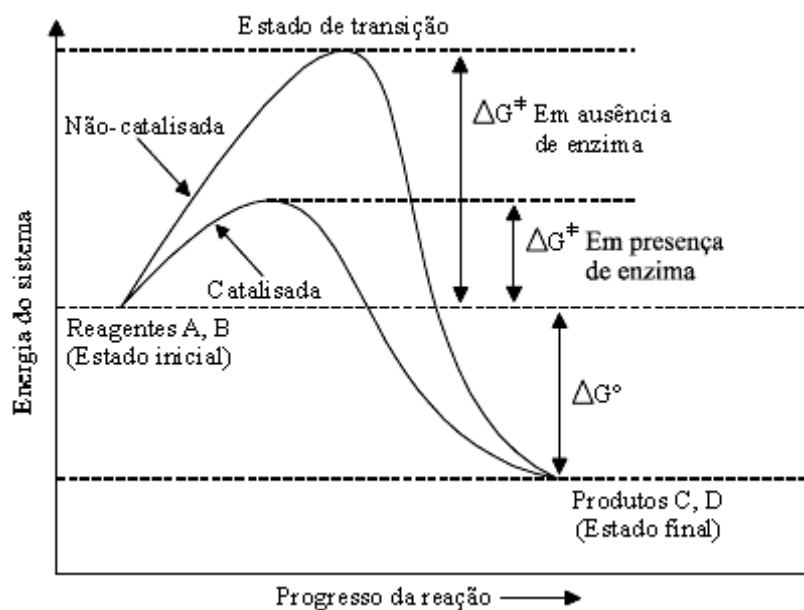 Estado de transição
Não-catalisada
ΔG‡ Em ausência
de enzima
ΔG‡ Em presença
de enzima
Catalisada
Reagentes A, B
(Estado inicial)
ΔG°
Produtos C, D
(Estado final)
Energia do sistema
Progresso da reação